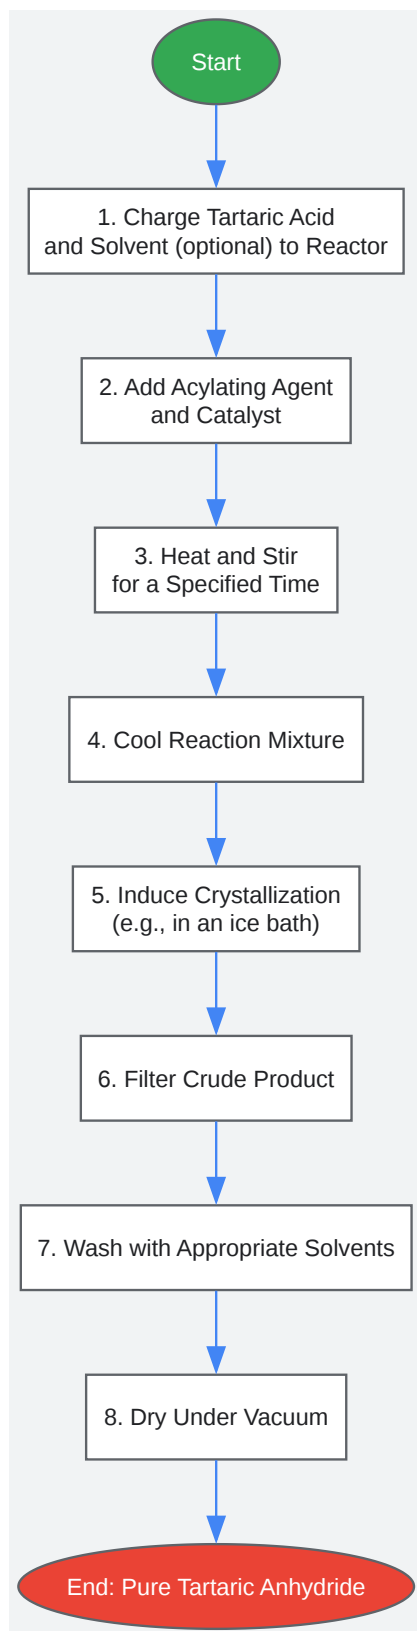 Start
1. Charge Tartaric Acid
and Solvent (optional) to Reactor
2. Add Acylating Agent
and Catalyst
3. Heat and Stir
for a Specified Time
4. Cool Reaction Mixture
5. Induce Crystallization
(e.g., in an ice bath)
6. Filter Crude Product
7. Wash with Appropriate Solvents
8. Dry Under Vacuum
End: Pure Tartaric Anhydride